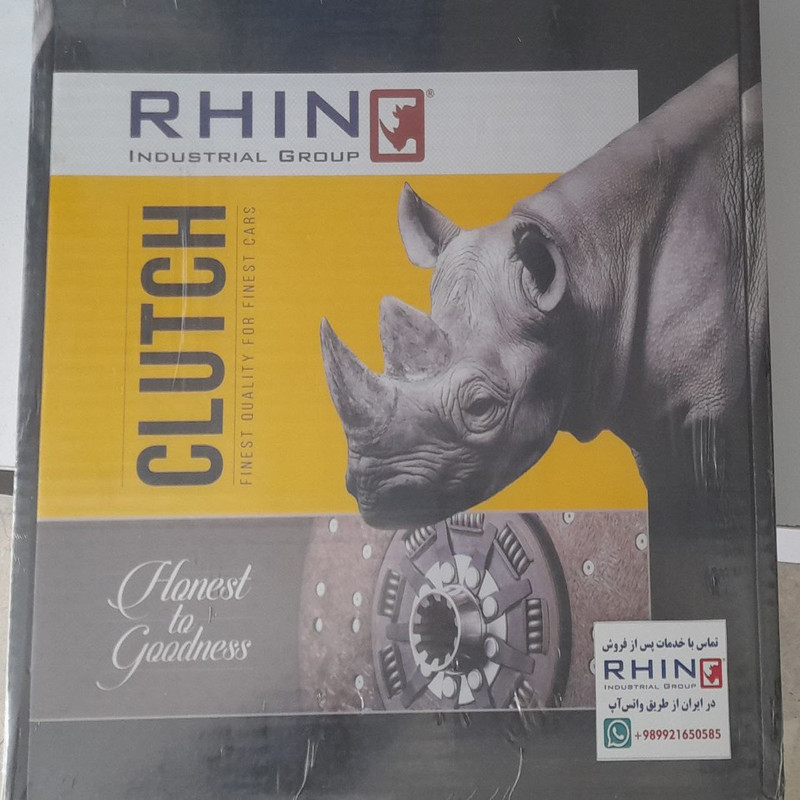 RHINO®
INDUSTRIAL GROUP
CLUTCH
FINEST QUALITY FOR FINEST CARS
Honest
to
Goodness
تماس با خدمات پس از فروش
RHINO
INDUSTRIAL GROUP
در ایران از طریق واتس‌آپ
+989921650585